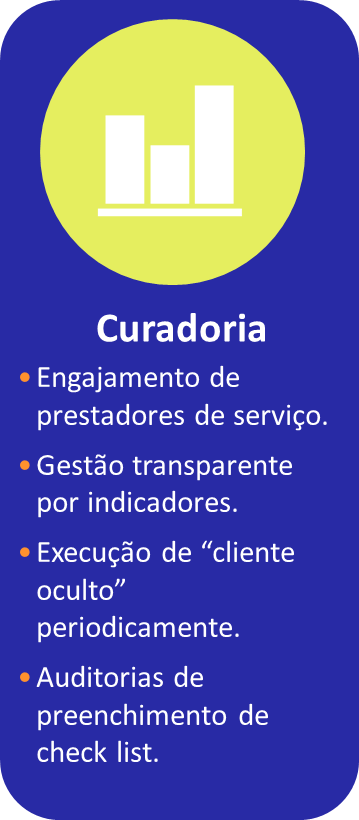 Curadoria
• Engajamento de
prestadores de serviço.
• Gestão transparente
por indicadores.
• Execução de “cliente
oculto”
periodicamente.
• Auditorias de
preenchimento de
check list.